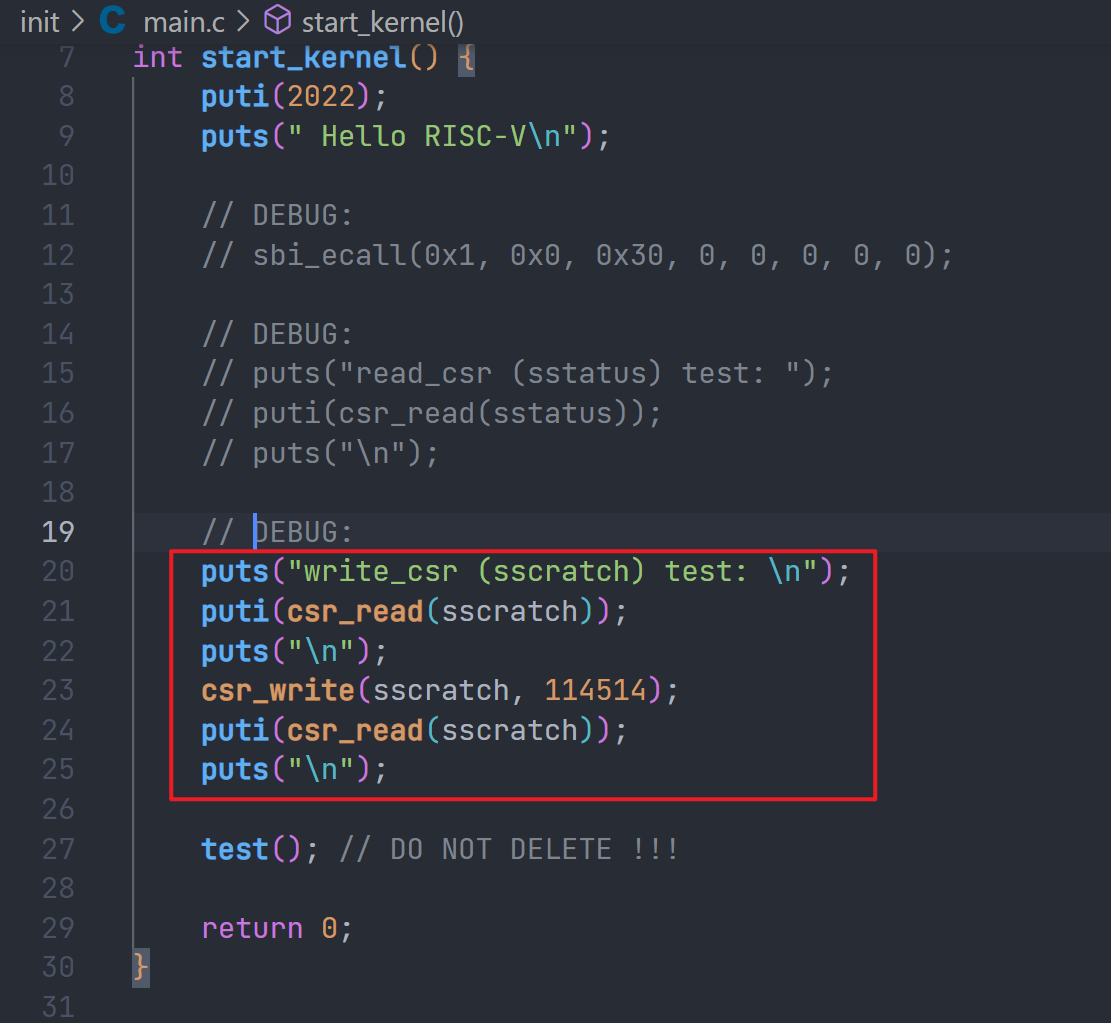 init > C main.c > start_kernel()
7 int start_kernel() {
8     puti(2022);
9     puts(" Hello RISC-V\n");
10
11     // DEBUG:
12     // sbi_ecall(0x1, 0x0, 0x30, 0, 0, 0, 0, 0);
13
14     // DEBUG:
15     // puts("read_csr (sstatus) test: ");
16     // puti(csr_read(sstatus));
17     // puts("\n");
18
19     // DEBUG:
20     puts("write_csr (sscratch) test: \n");
21     puti(csr_read(sscratch));
22     puts("\n");
23     csr_write(sscratch, 114514);
24     puti(csr_read(sscratch));
25     puts("\n");
26
27     test(); // DO NOT DELETE !!!
28
29     return 0;
30 }
31